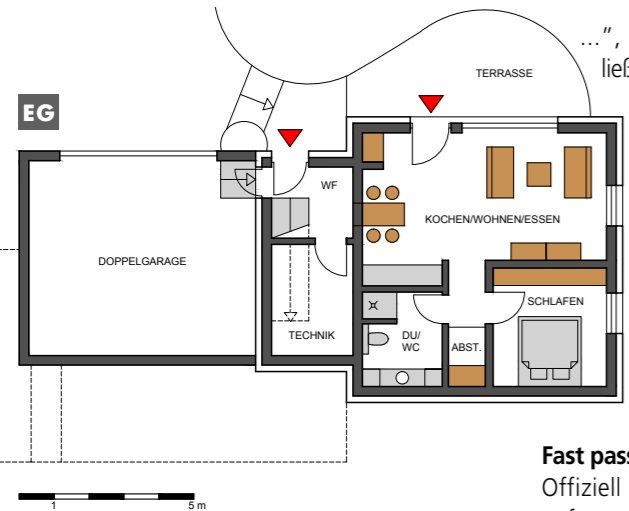 …“,
ließ
TERRASSE
EG
WF
KOCHEN/WOHNEN/ESSEN
DOPPELGARAGE
SCHLAFEN
TECHNIK
DU/
WC
ABST.
Fast pass
Offiziell
1 5 m